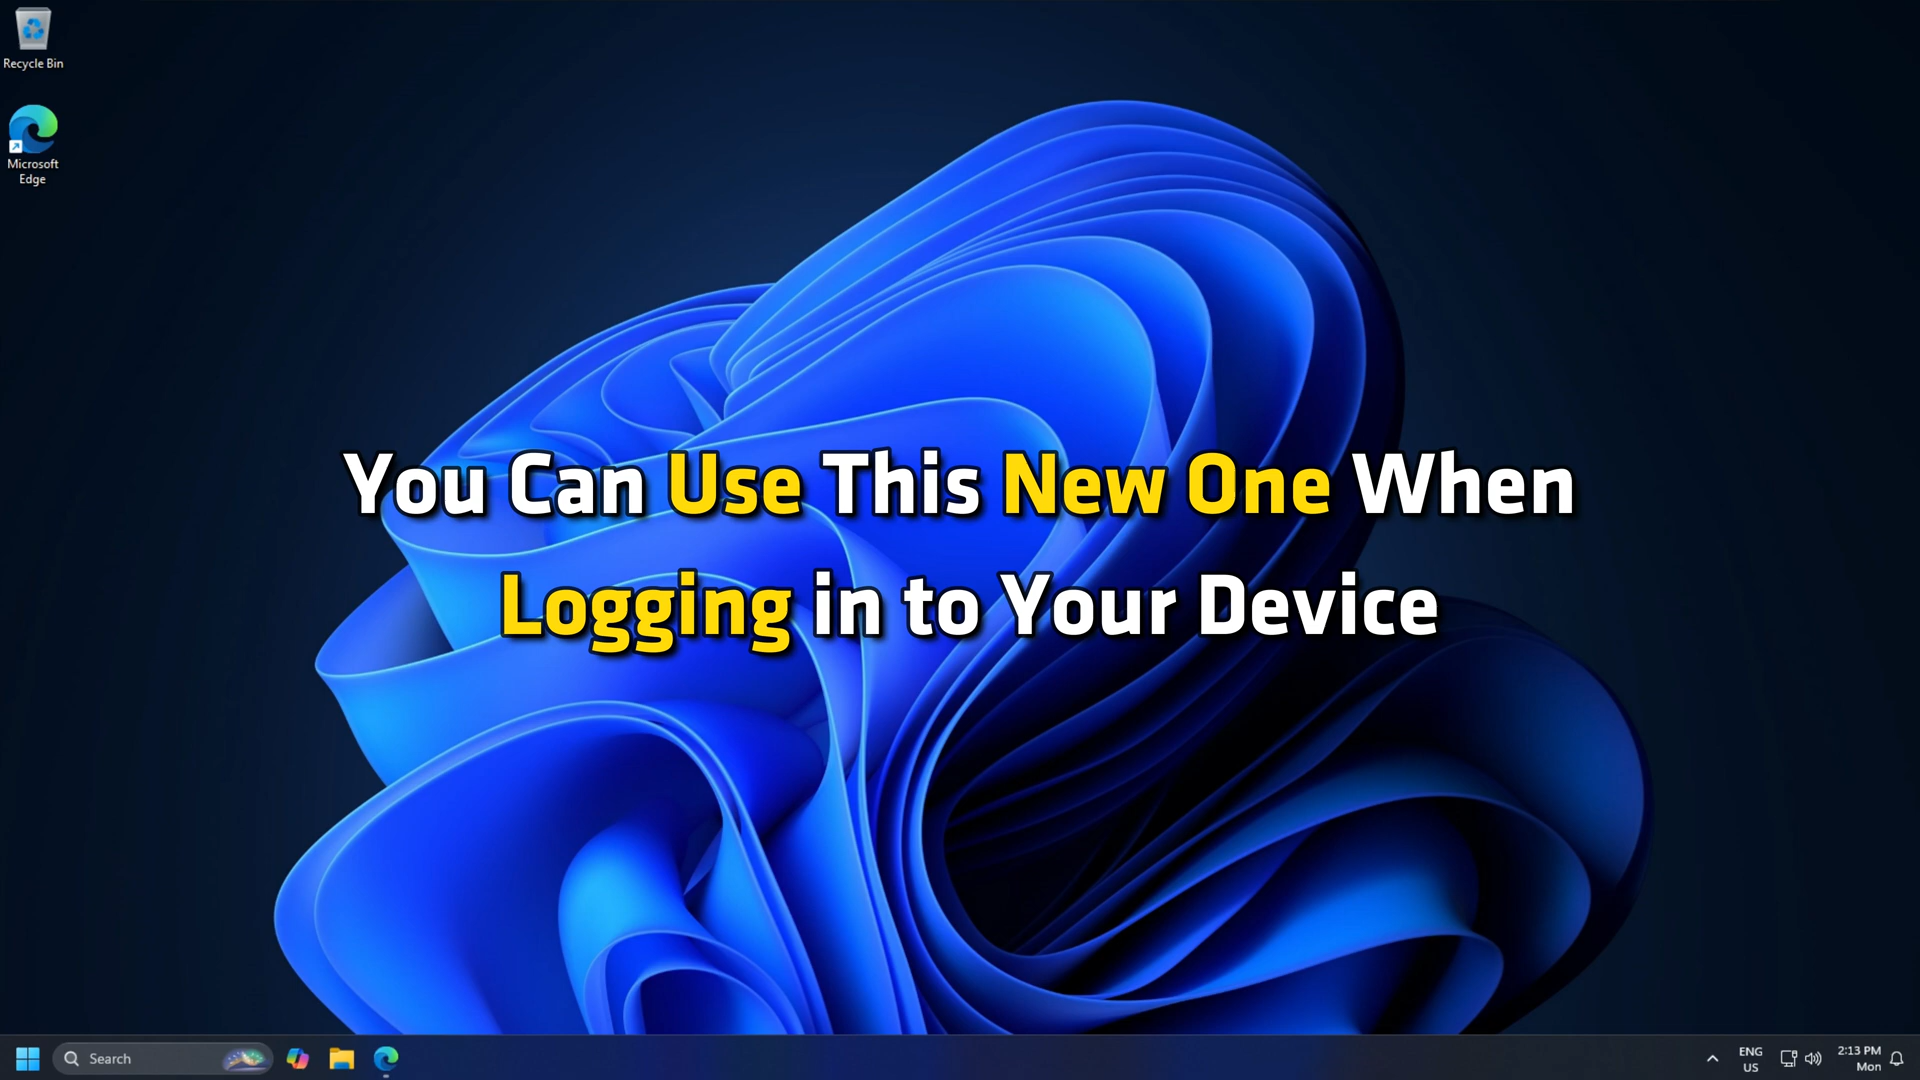 Recycle Bin
Microsoft
Edge
You Can Use This New One When
Logging in to Your Device
Search
ENG
US
2:13 PM
Mon